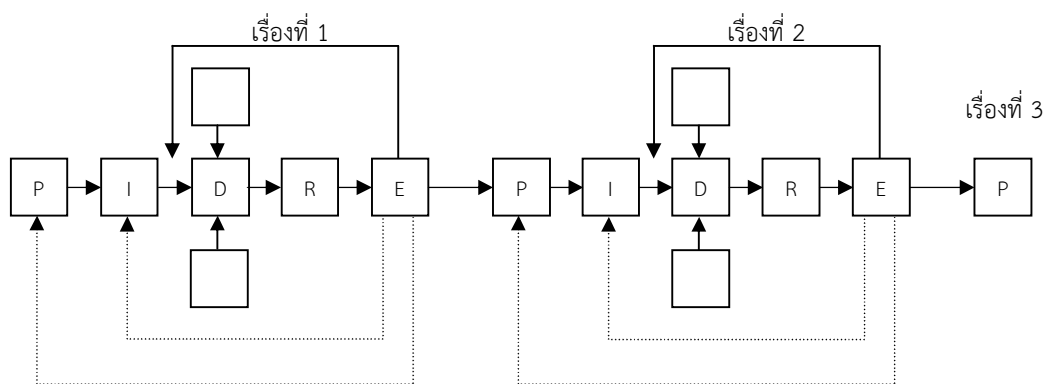 เรื่องที่ 1
เรื่องที่ 2
เรื่องที่ 3
P I D R E P I D R E P